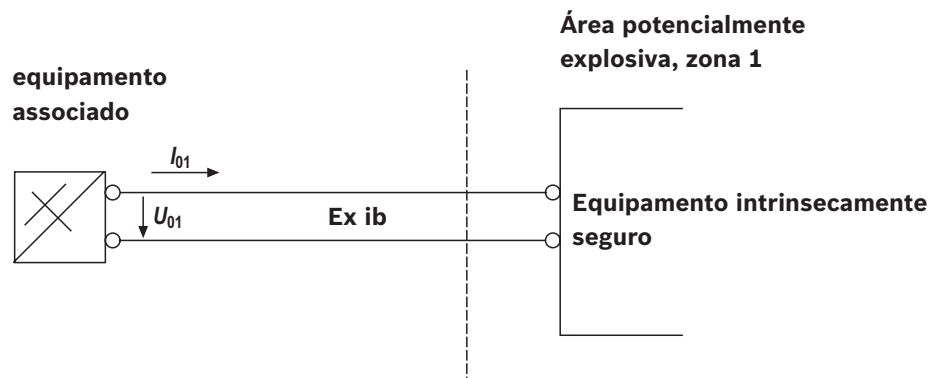 Área potencialmente
explosiva, zona 1
equipamento
associado
I01
U01
Ex ib
Equipamento intrinsecamente
seguro